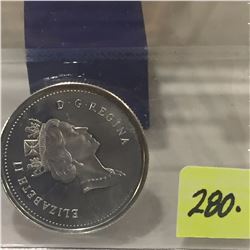 ELIZABETH II D·G·REGINA
280.